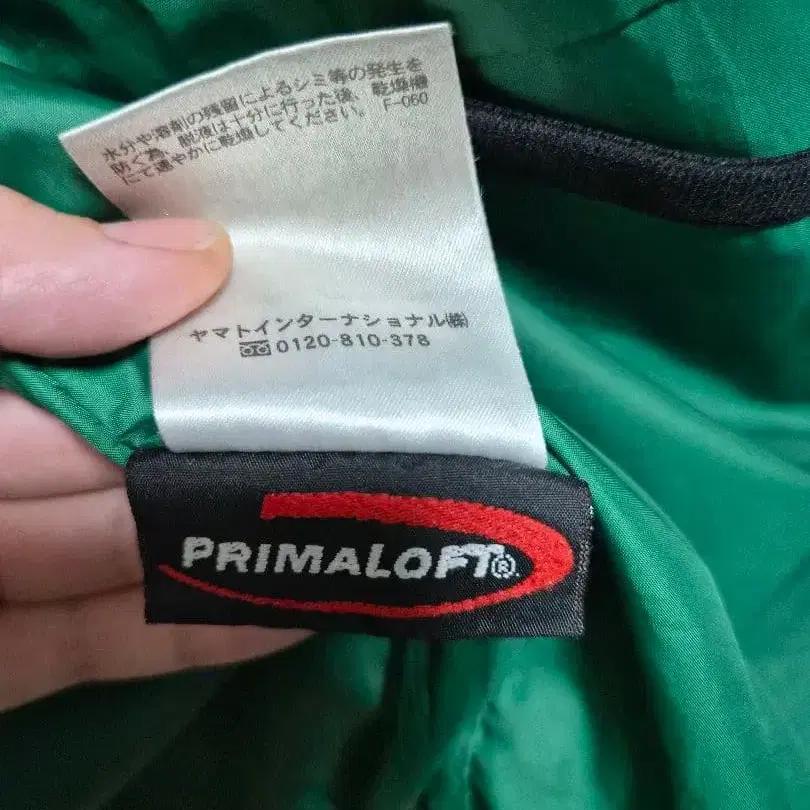 水分や溶剤の残留によるシミ等の発生を
防ぐ為、脱液は十分に行った後、乾燥機
にて速やかに乾燥してください。 F-060
ヤマトインターナショナル㈱
0120-810-378
PRIMALOFT®